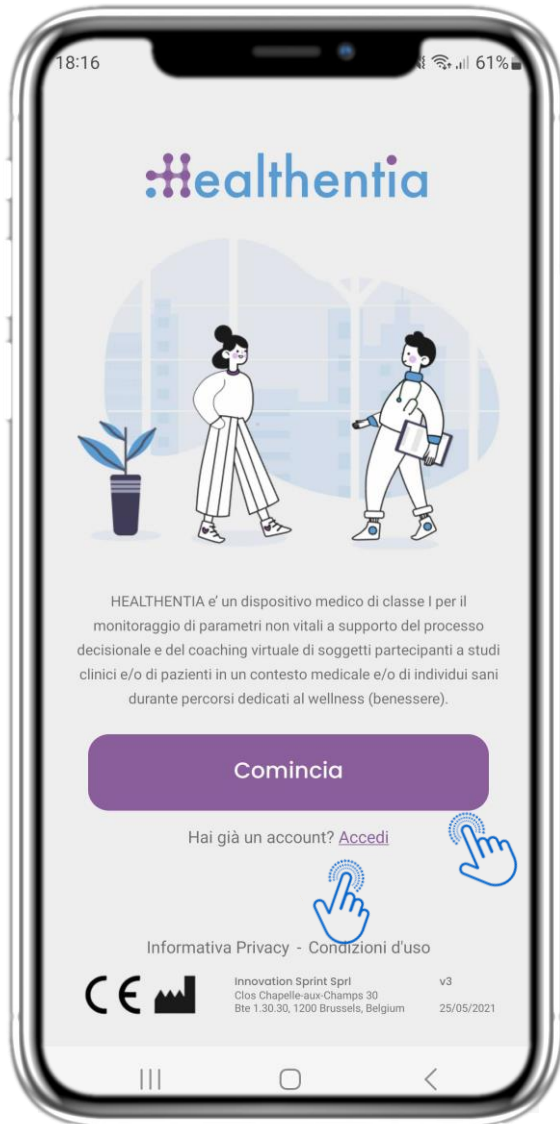 18:16
61%
Healthentia
HEALTHENTIA e' un dispositivo medico di classe I per il
monitoraggio di parametri non vitali a supporto del processo
decisionale e del coaching virtuale di soggetti partecipanti a studi
clinici e/o di pazienti in un contesto medicale e/o di individui sani
durante percorsi dedicati al wellness (benessere).
Comincia
Hai già un account? Accedi
Informativa Privacy - Condizioni d'uso
CE
Innovation Sprint Sprl
Clos Chapelle-aux-Champs 30
Bte 1.30.30, 1200 Brussels, Belgium
v3
25/05/2021